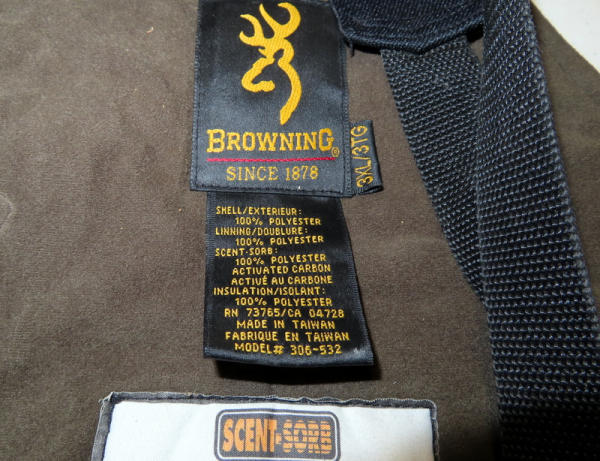 BROWNING®
SINCE 1878
3XL/3TG
SHELL/EXTERIEUR:
100% POLYESTER
LINNING/DOUBLURE:
100% POLYESTER
SCENT-SORB:
100% POLYESTER
ACTIVATED CARBON
ACTIVÉ AU CARBONE
INSULATION/ISOLANT:
100% POLYESTER
RN 73765/CA 04728
MADE IN TAIWAN
FABRIQUE EN TAIWAN
MODEL# 306-532
SCENT-SORB